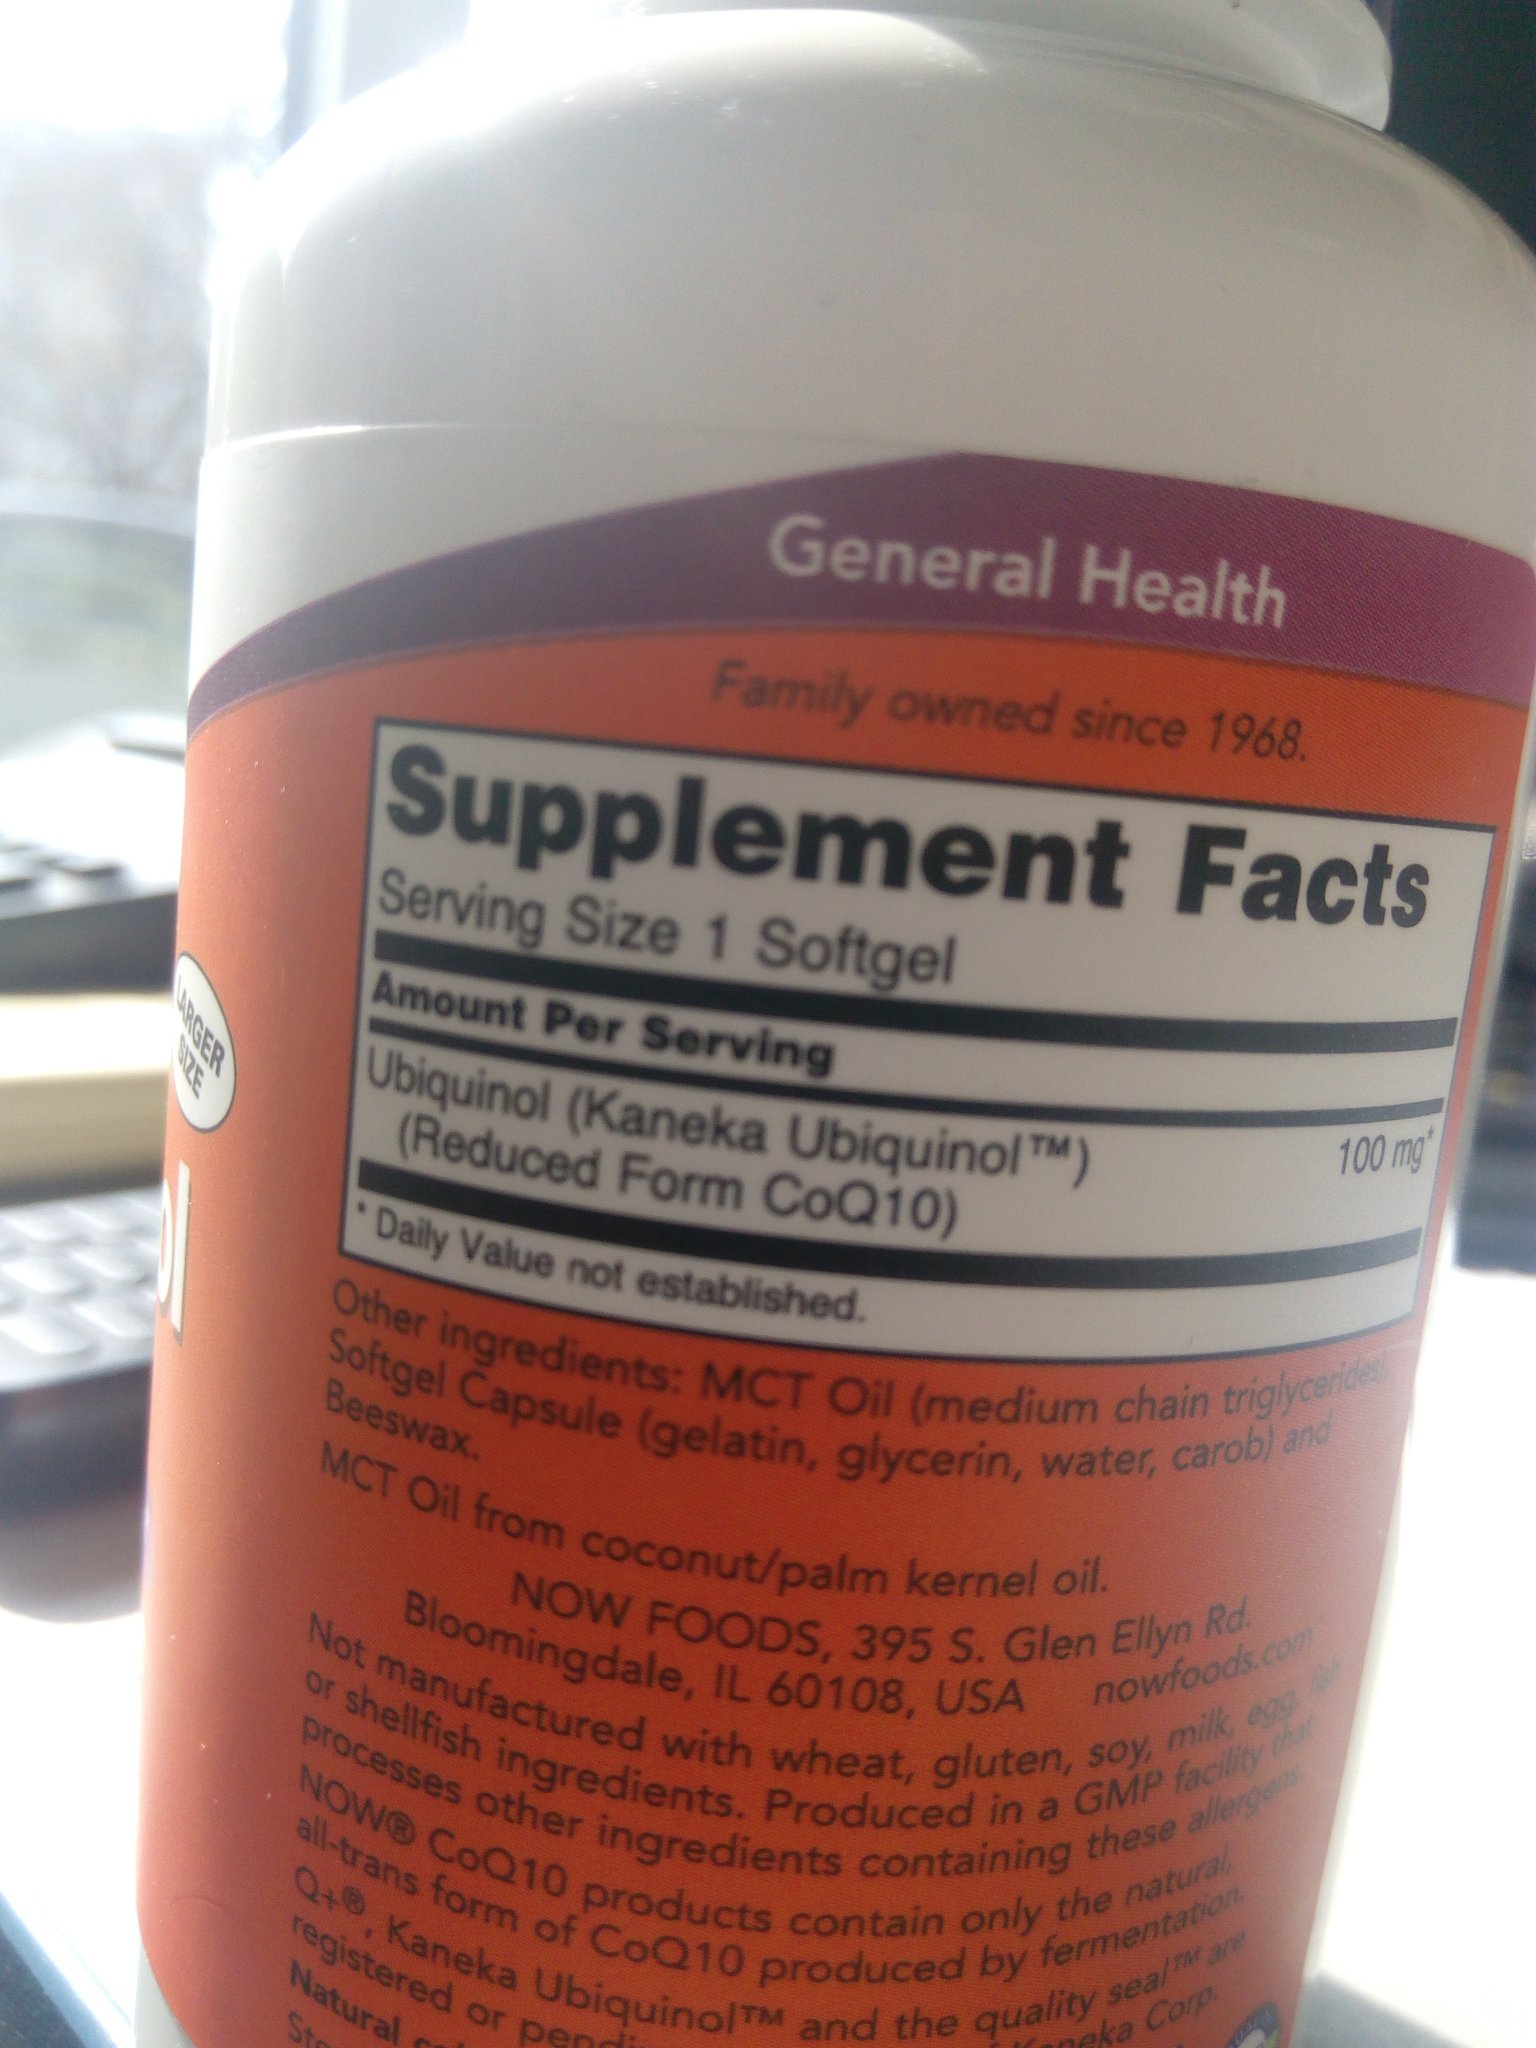 General Health
Family owned since 1968.
Supplement Facts
Serving Size 1 Softgel
Amount Per Serving
Ubiquinol (Kaneka Ubiquinol™) 100 mg*
(Reduced Form CoQ10)
* Daily Value not established.
LARGER
SIZE
ol
Other ingredients: MCT Oil (medium chain triglycerides),
Softgel Capsule (gelatin, glycerin, water, carob) and
Beeswax.
MCT Oil from coconut/palm kernel oil.
NOW FOODS, 395 S. Glen Ellyn Rd.
Bloomingdale, IL 60108, USA nowfoods.com
Not manufactured with wheat, gluten, soy, milk, egg, fish
or shellfish ingredients. Produced in a GMP facility that
processes other ingredients containing these allergens.
NOW® CoQ10 products contain only the natural,
all-trans form of CoQ10 produced by fermentation.
Q+®, Kaneka Ubiquinol™ and the quality seal™ are
registered or Kaneka Corp.
Natural